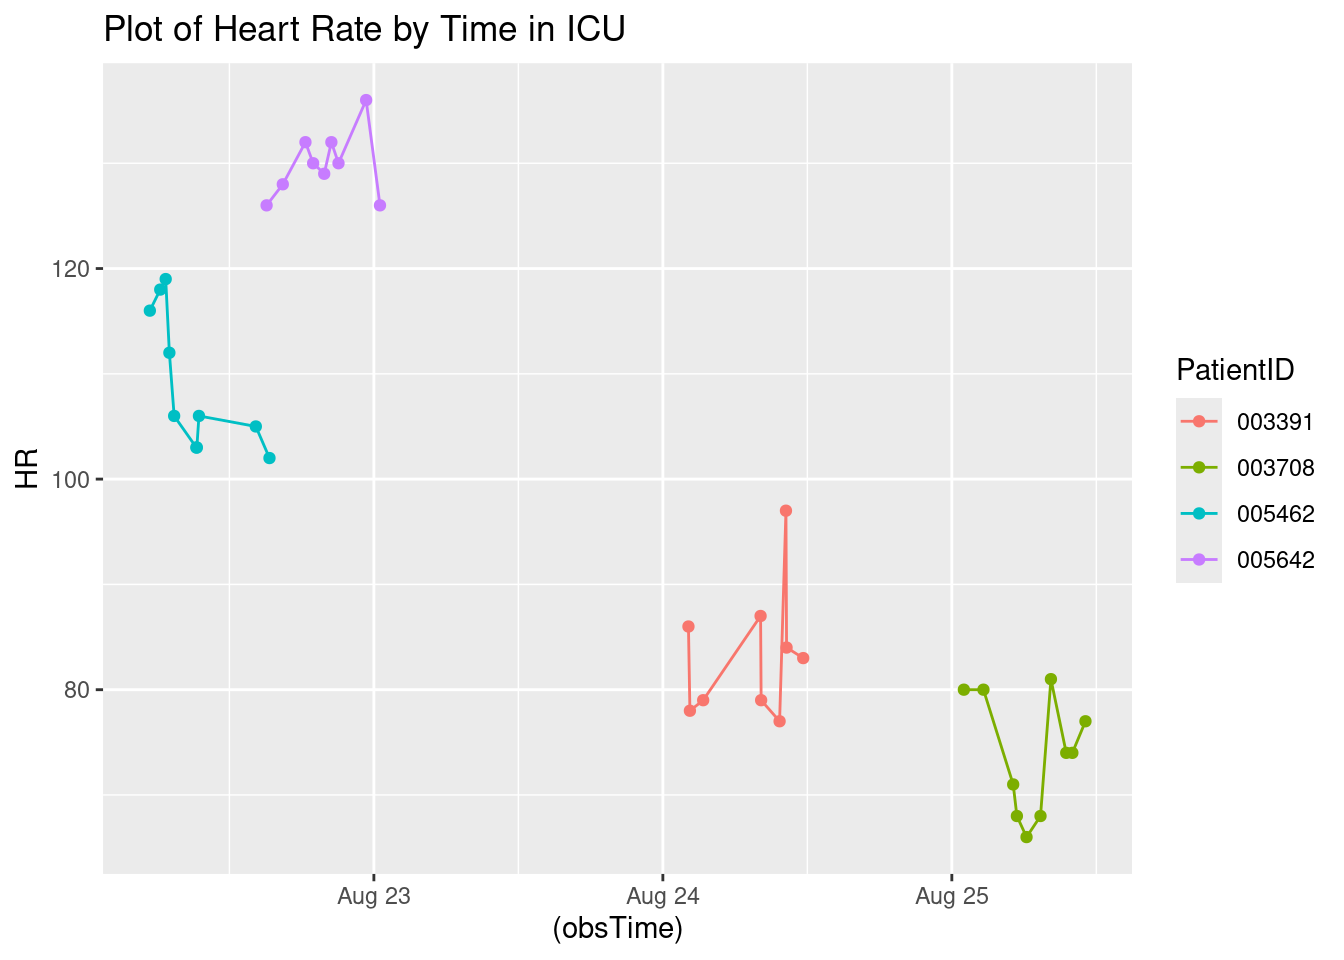 Plot of Heart Rate by Time in ICU
HR
120
100
80
Aug 23
Aug 24
Aug 25
(obsTime)
PatientID
003391
003708
005462
005642